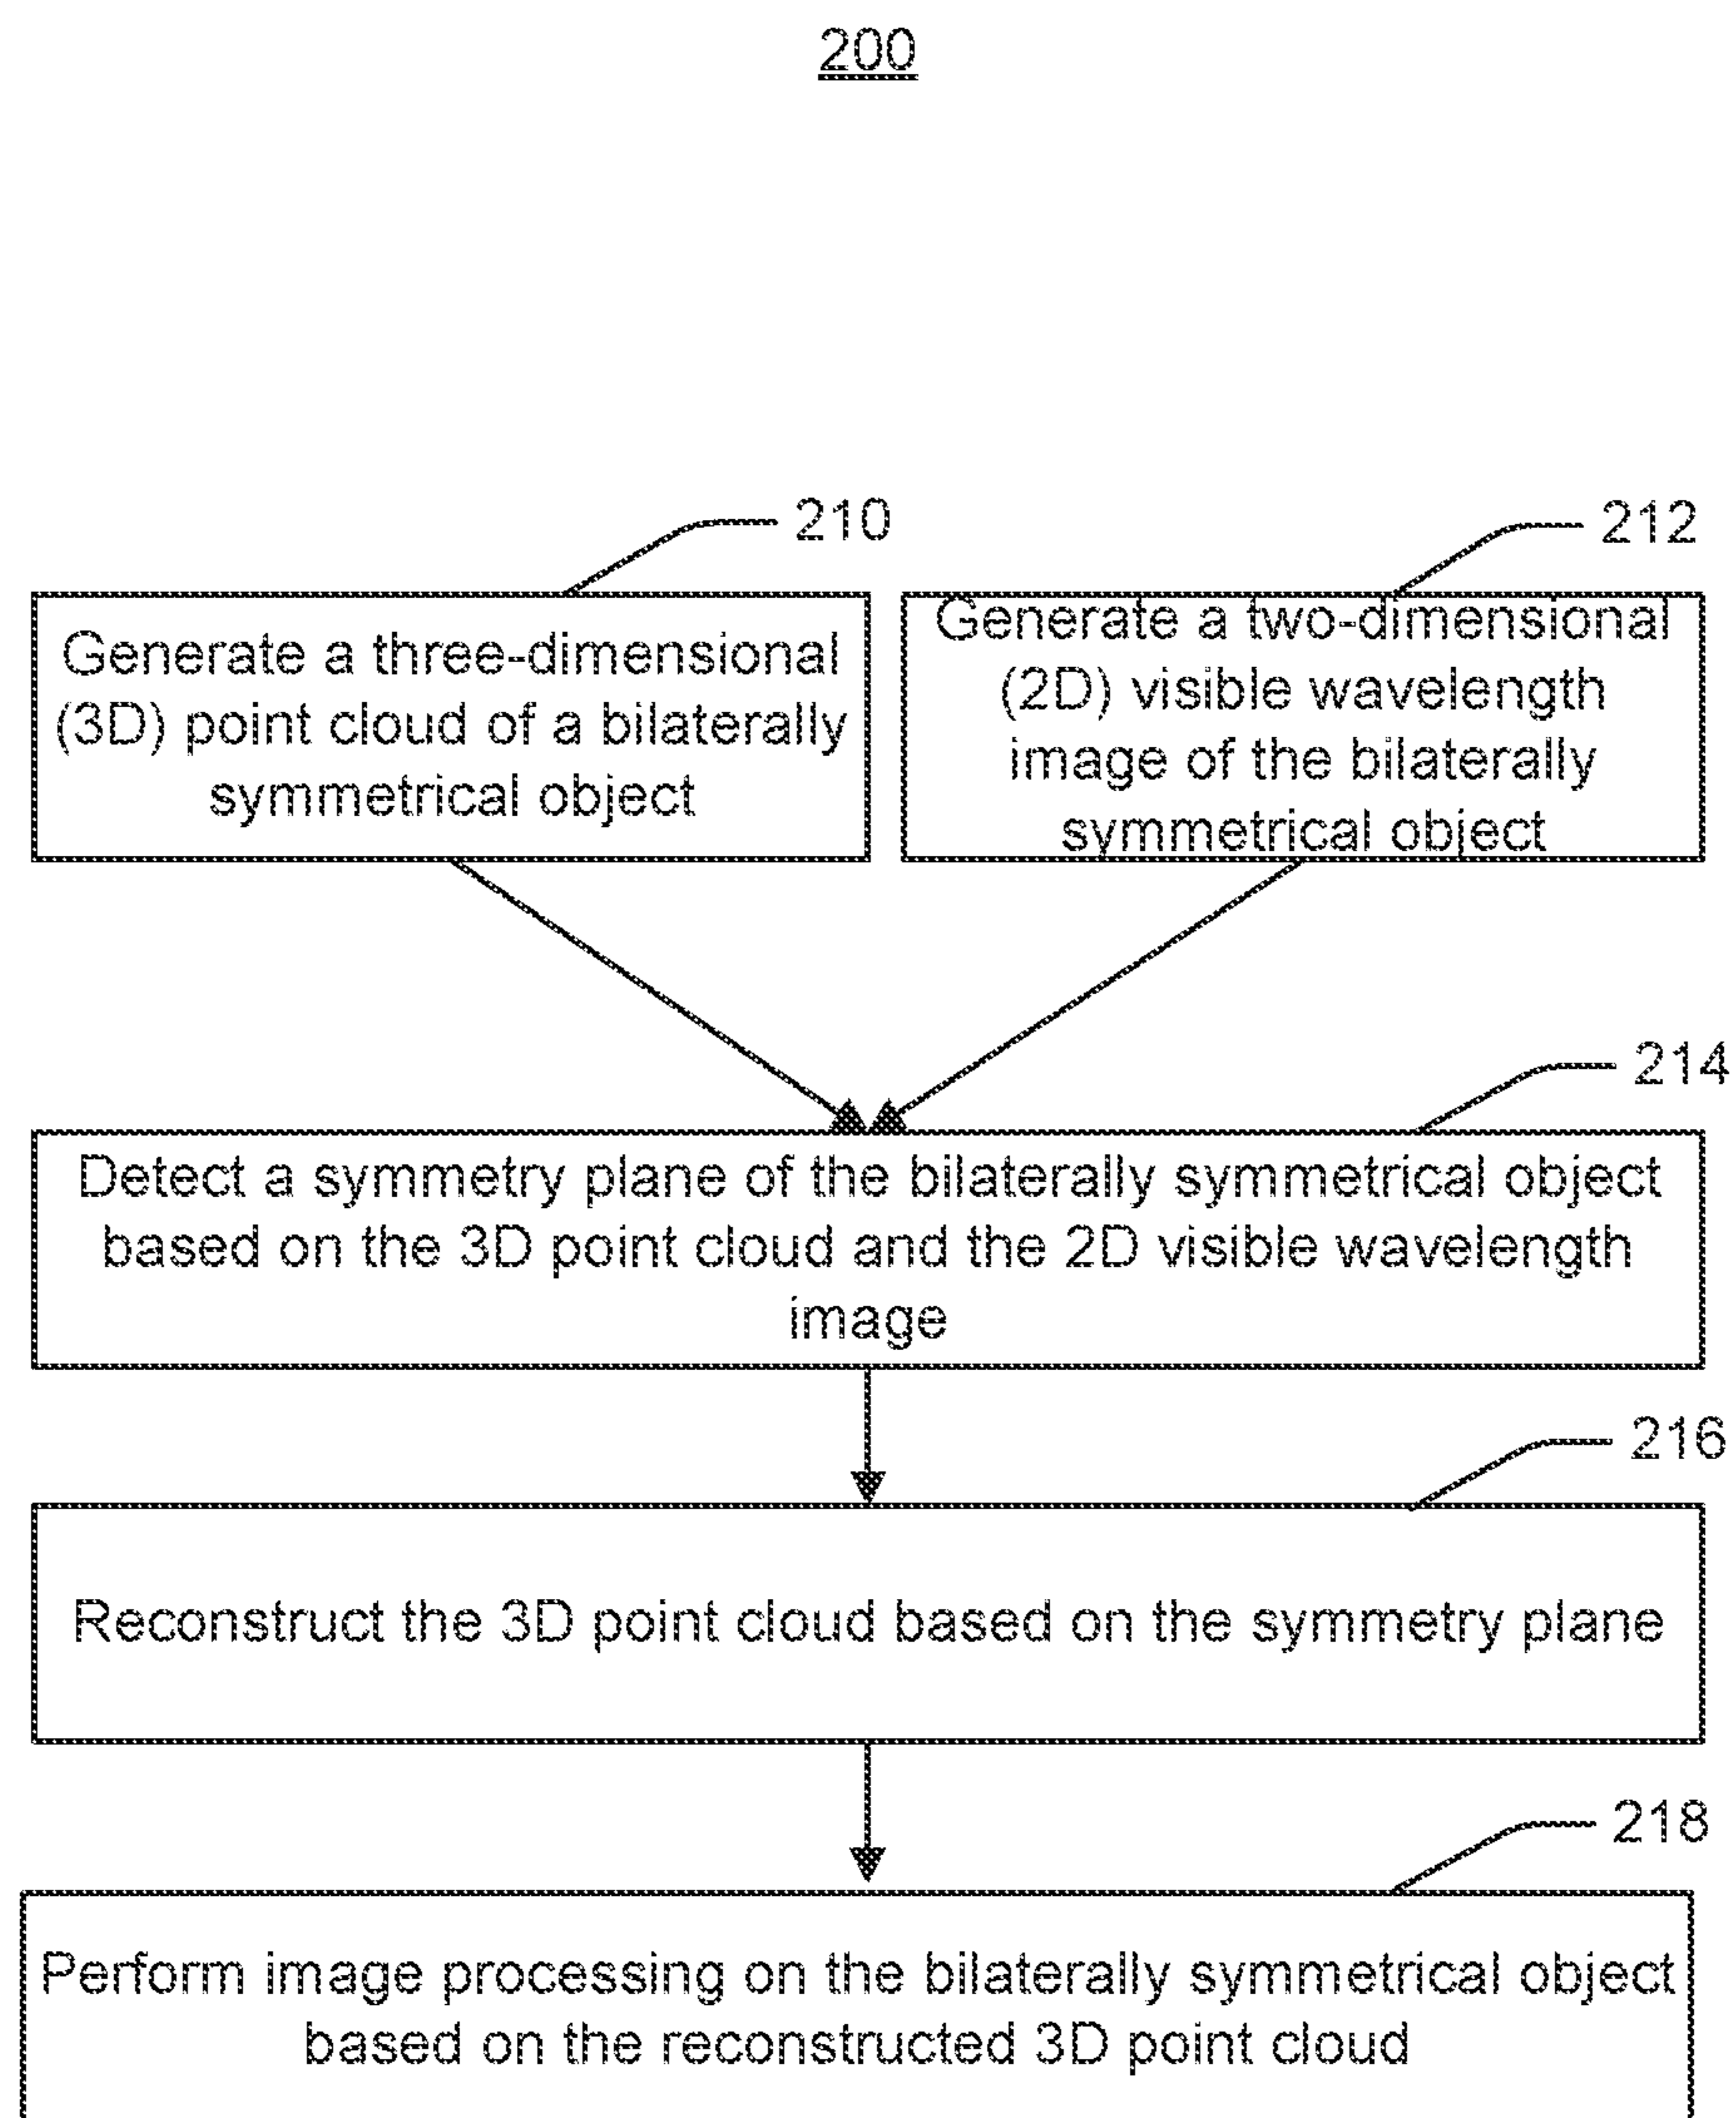 200
210
Generate a three-dimensional
(3D) point cloud of a bilaterally
symmetrical object
212
Generate a two-dimensional
(2D) visible wavelength
image of the bilaterally
symmetrical object
214
Detect a symmetry plane of the bilaterally symmetrical object
based on the 3D point cloud and the 2D visible wavelength
image
216
Reconstruct the 3D point cloud based on the symmetry plane
218
Perform image processing on the bilaterally symmetrical object
based on the reconstructed 3D point cloud